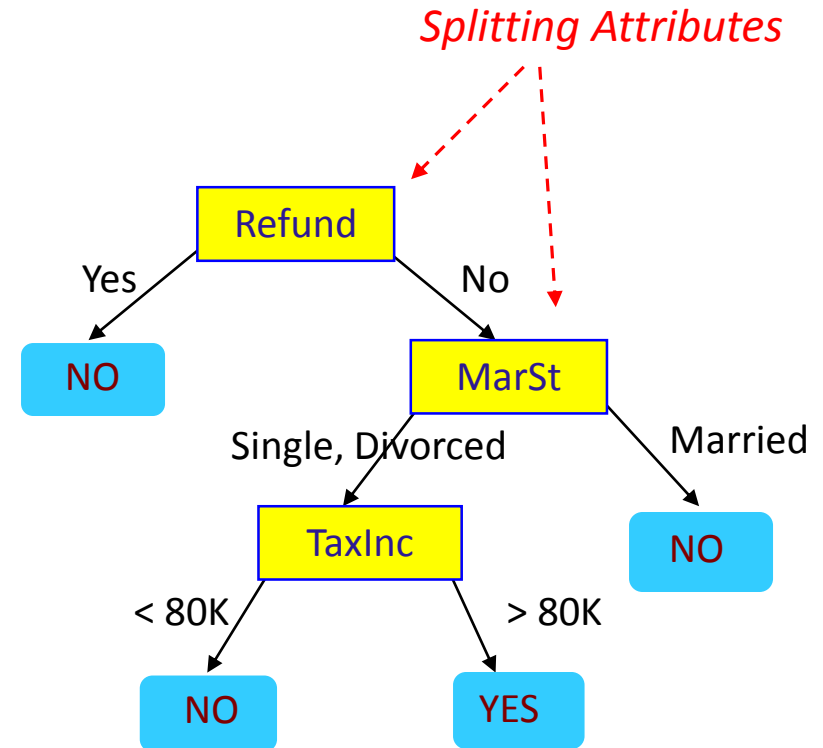 Splitting Attributes
Refund
Yes
No
NO
MarSt
Single, Divorced
Married
TaxInc
NO
< 80K
> 80K
NO
YES